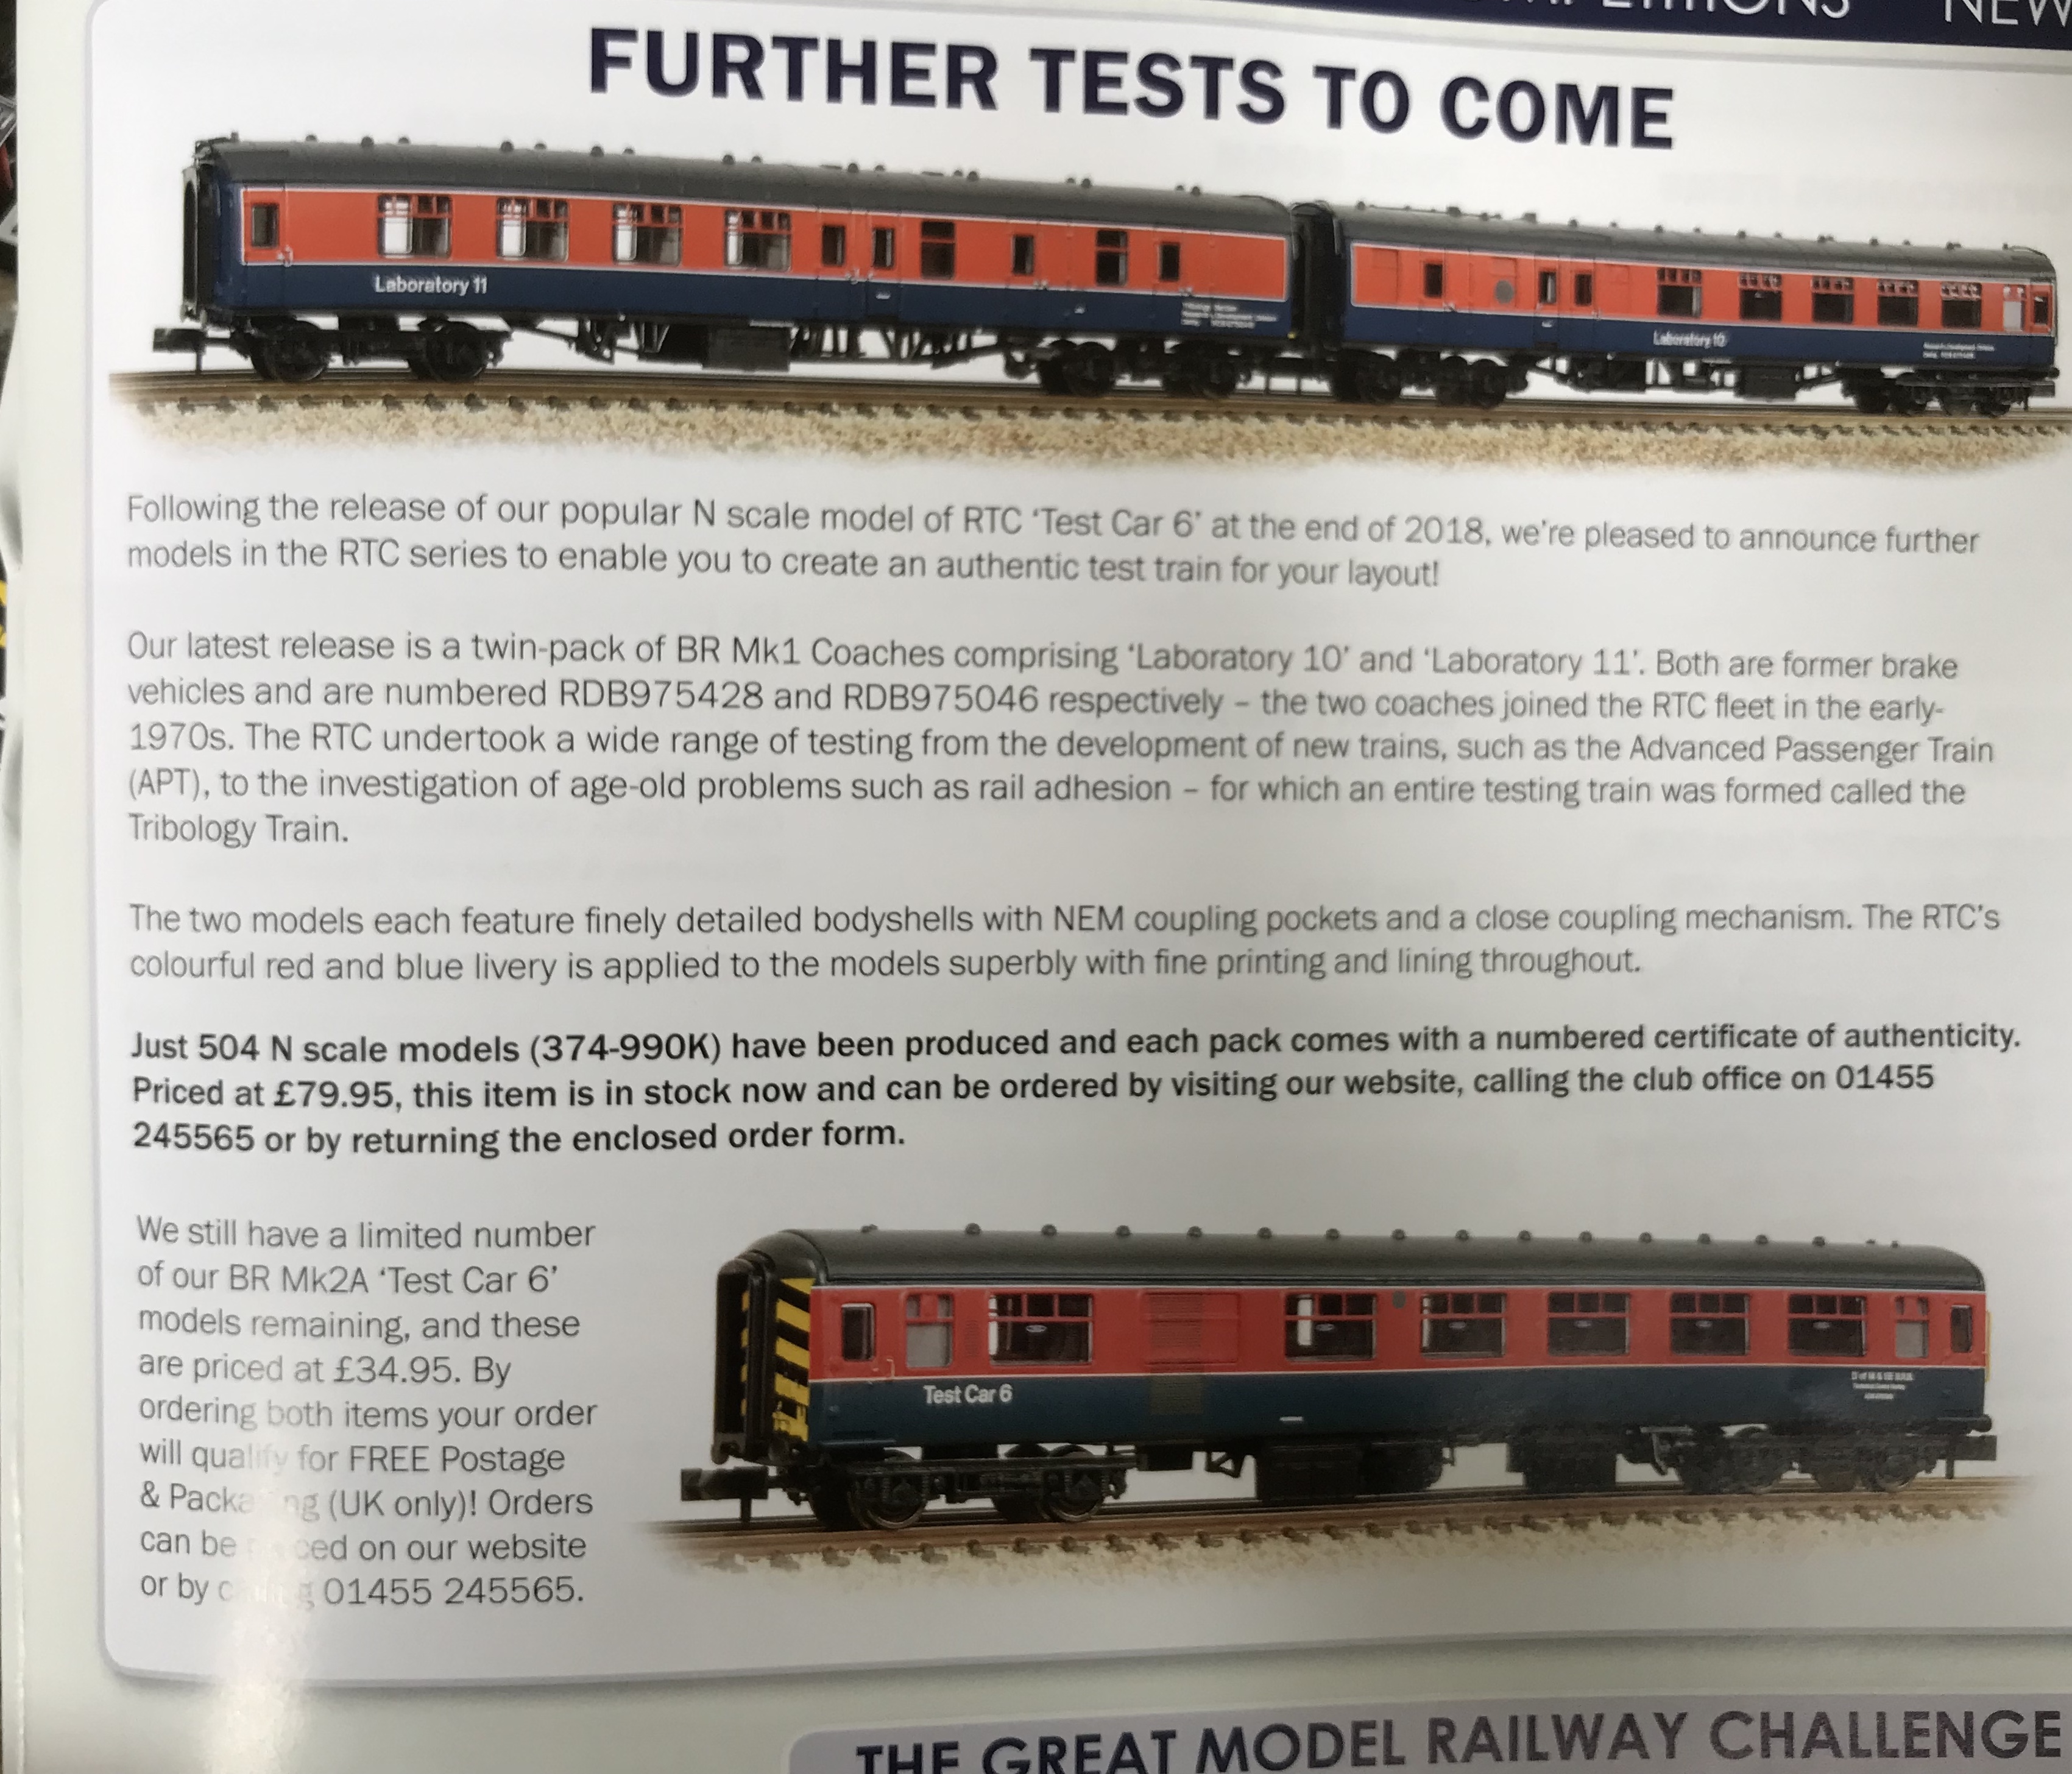 NEW
FURTHER TESTS TO COME
Laboratory 11
Laboratory 10
Following the release of our popular N scale model of RTC ‘Test Car 6’ at the end of 2018, we’re pleased to announce further
models in the RTC series to enable you to create an authentic test train for your layout!
Our latest release is a twin-pack of BR Mk1 Coaches comprising ‘Laboratory 10’ and ‘Laboratory 11’. Both are former brake
vehicles and are numbered RDB975428 and RDB975046 respectively – the two coaches joined the RTC fleet in the early-
1970s. The RTC undertook a wide range of testing from the development of new trains, such as the Advanced Passenger Train
(APT), to the investigation of age-old problems such as rail adhesion – for which an entire testing train was formed called the
Tribology Train.
The two models each feature finely detailed bodyshells with NEM coupling pockets and a close coupling mechanism. The RTC’s
colourful red and blue livery is applied to the models superbly with fine printing and lining throughout.
Just 504 N scale models (374-990K) have been produced and each pack comes with a numbered certificate of authenticity.
Priced at £79.95, this item is in stock now and can be ordered by visiting our website, calling the club office on 01455
245565 or by returning the enclosed order form.
We still have a limited number
of our BR Mk2A ‘Test Car 6’
models remaining, and these
are priced at £34.95. By
ordering both items your order
will qualify for FREE Postage
& Packaging (UK only)! Orders
can be placed on our website
or by calling 01455 245565.
Test Car 6
THE GREAT MODEL RAILWAY CHALLENGE